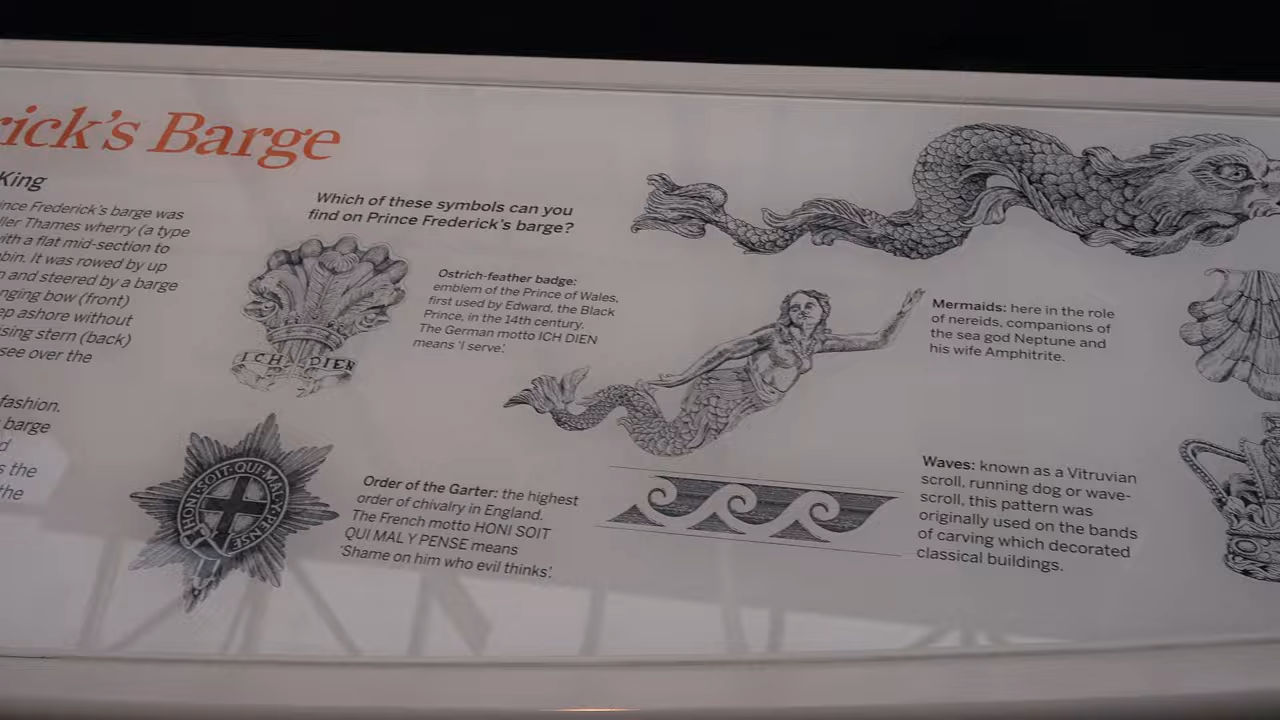 rick's Barge
King
nce Frederick's barge was
ller Thames wherry (a type
ith a flat mid-section to
bin. It was rowed by up
n and steered by a barge
nging bow (front)
ep ashore without
ising stern (back)
see over the
fashion.
barge
d
s the
the
Which of these symbols can you
find on Prince Frederick's barge?
Ostrich-feather badge:
emblem of the Prince of Wales,
first used by Edward, the Black
Prince, in the 14th century.
The German motto ICH DIEN
means 'I serve'.
ICH DIEN
HONI·SOIT·QUI·MAL·Y·PENSE
Order of the Garter: the highest
order of chivalry in England.
The French motto HONI SOIT
QUI MAL Y PENSE means
'Shame on him who evil thinks'.
Mermaids: here in the role
of nereids, companions of
the sea god Neptune and
his wife Amphitrite.
Waves: known as a Vitruvian
scroll, running dog or wave-
scroll, this pattern was
originally used on the bands
of carving which decorated
classical buildings.